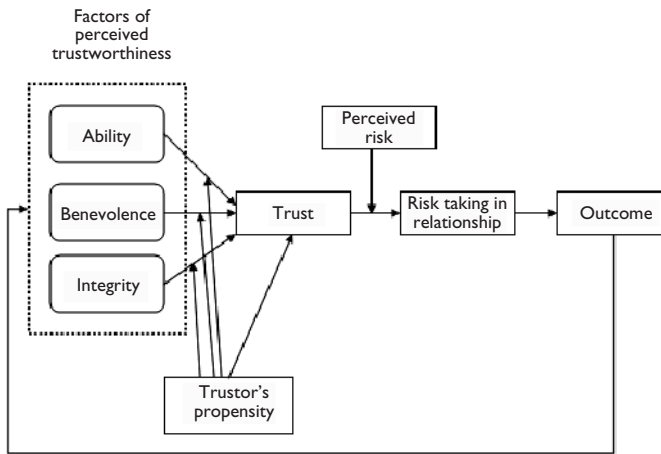 Factors of
perceived
trustworthiness
Ability
Benevolence
Integrity
Trust
Perceived
risk
Risk taking in
relationship
Outcome
Trustor's
propensity